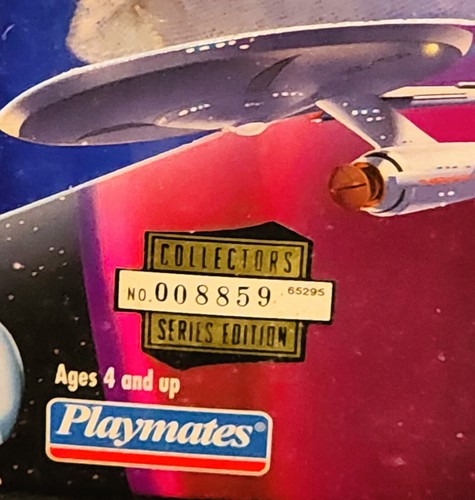 COLLECTORS
NO. 008859 65295
SERIES EDITION
Ages 4 and up
Playmates®